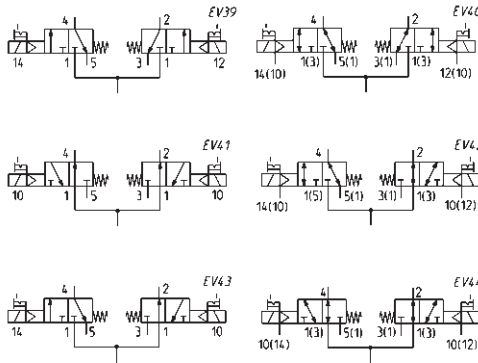 4 2 EV39
14 1 5 3 1 12
4 2 EV40
14(10) 1(3) 5(1) 3(1) 1(3) 12(10)
4 2 EV41
10 1 5 3 1 10
4 2
14(10) 1(5) 5(1) 3(1) 1(3) 10(12)
4 2 EV43
14 1 5 3 1 10
4 2 EV44
10(14) 1(3) 5(1) 3(1) 1(3) 10(12)